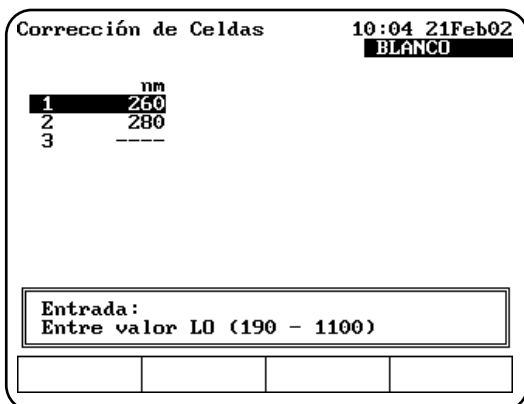 Corrección de Celdas 10:04 21Feb02
BLANCO
nm
1 260
2 280
3 ----
Entrada:
Entre valor LO (190 - 1100)